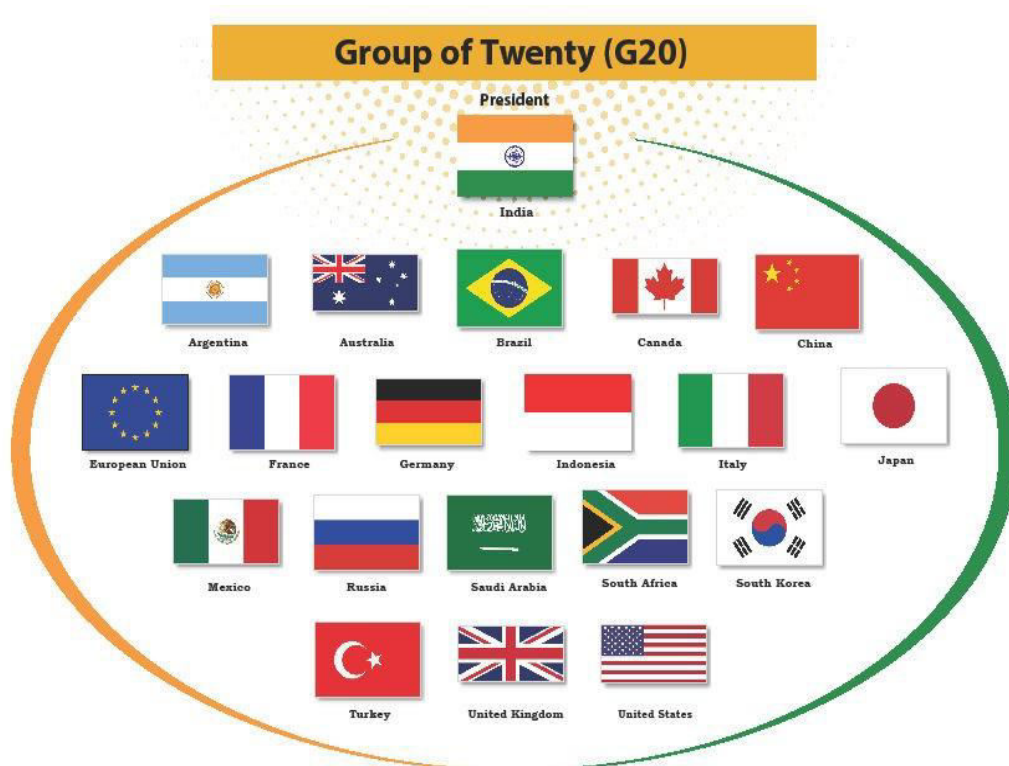 Group of Twenty (G20)
President
India
Argentina
Australia
Brazil
Canada
China
European Union
France
Germany
Indonesia
Italy
Japan
Mexico
Russia
Saudi Arabia
South Africa
South Korea
Turkey
United Kingdom
United States